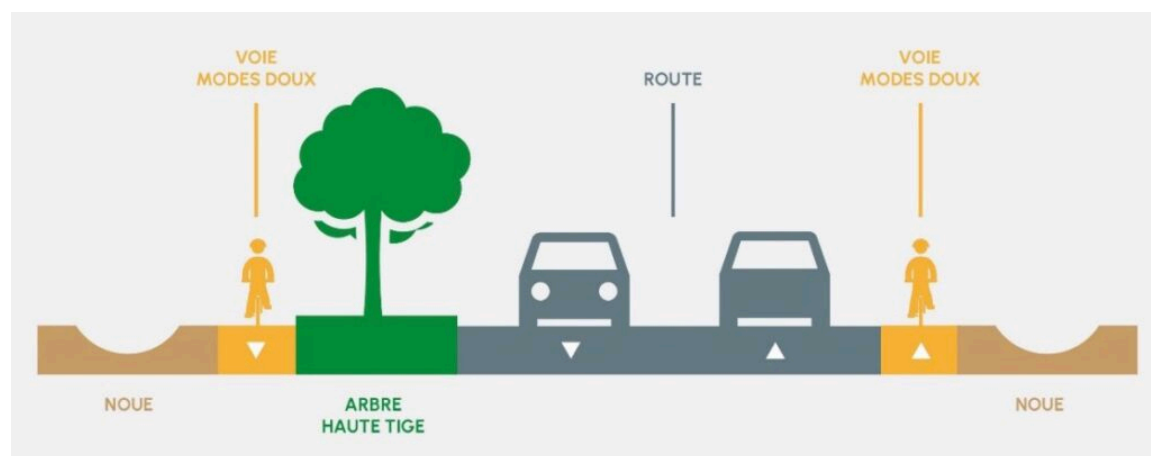 VOIE
MODES DOUX
ROUTE
VOIE
MODES DOUX
NOUE
ARBRE
HAUTE TIGE
NOUE